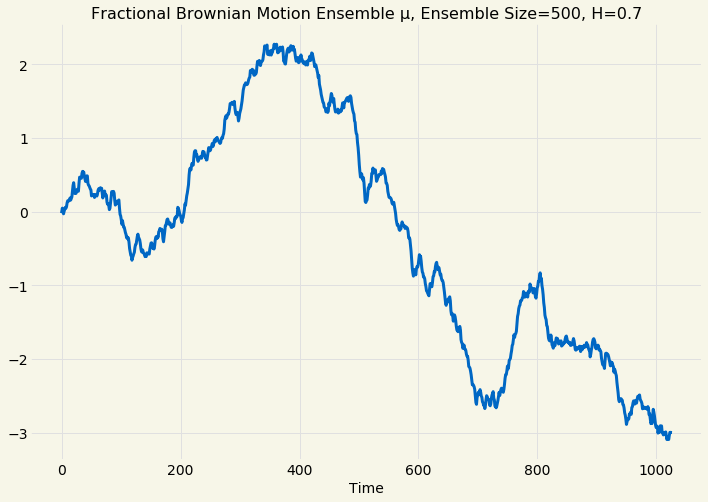 Fractional Brownian Motion Ensemble μ, Ensemble Size=500, H=0.7
2
1
0
−1
−2
−3
0 200 400 600 800 1000
Time